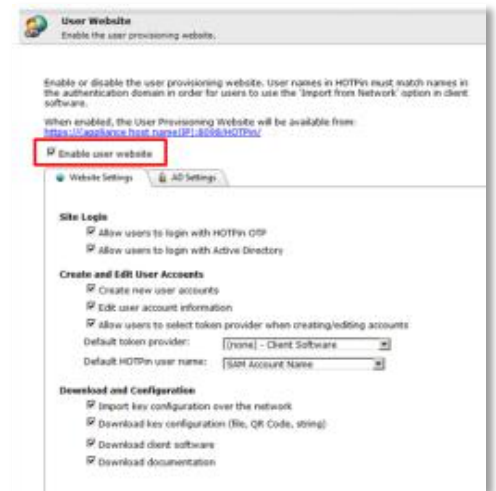 User Website
Enable the user provisioning website.
Enable or disable the user provisioning website. User names in HOTPin must match names in
the authentication domain in order for users to use the 'Import from Network' option in client
software.
When enabled, the User Provisioning Website will be available from:
https://[appliance host name|IP]:8098/HOTPin/
Enable user website
Website Settings
AD Settings
Site Login
Allow users to login with HOTPin OTP
Allow users to login with Active Directory
Create and Edit User Accounts
Create new user accounts
Edit user account information
Allow users to select token provider when creating/editing accounts
Default token provider: (none) - Client Software
Default HOTPin user name: SAM Account Name
Download and Configuration
Import key configuration over the network
Download key configuration (file, QR Code, string)
Download client software
Download documentation